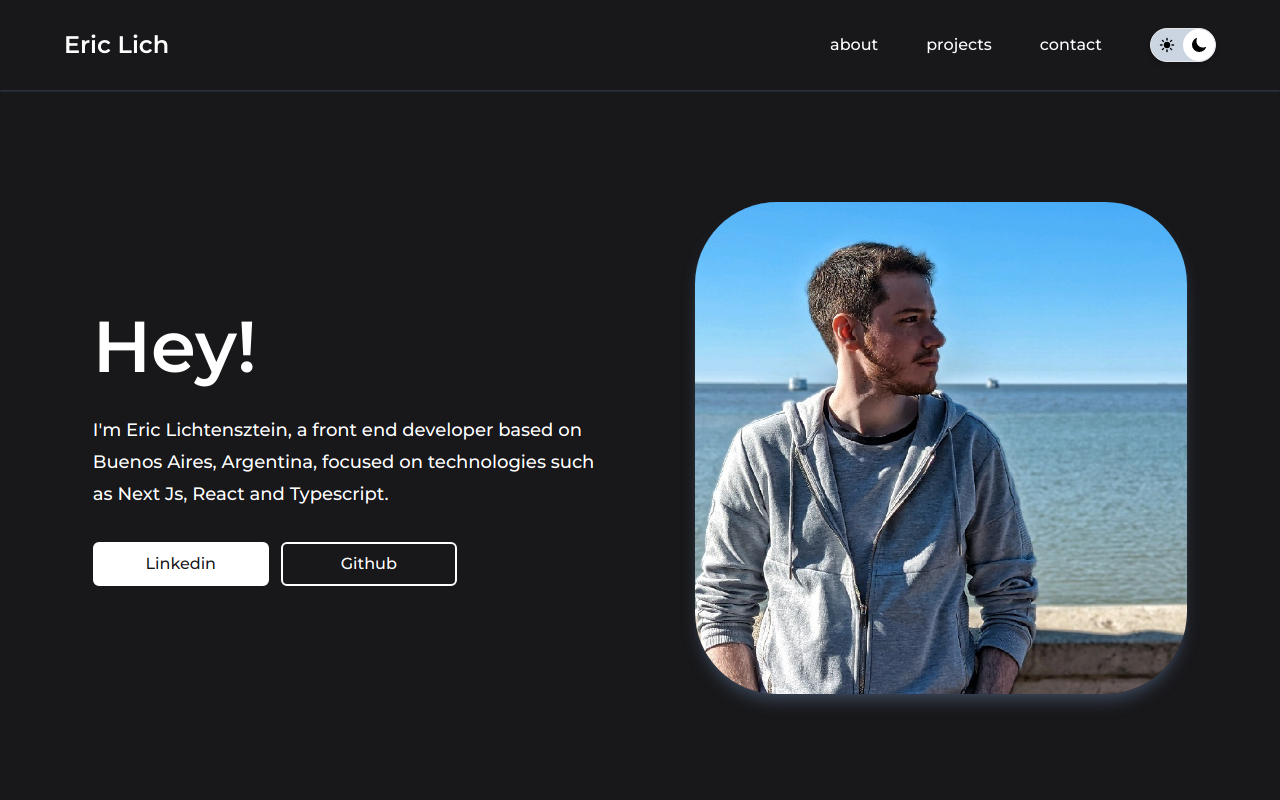 Eric Lich
about
projects
contact
Hey!
I'm Eric Lichtensztein, a front end developer based on
Buenos Aires, Argentina, focused on technologies such
as Next Js, React and Typescript.
Linkedin
Github